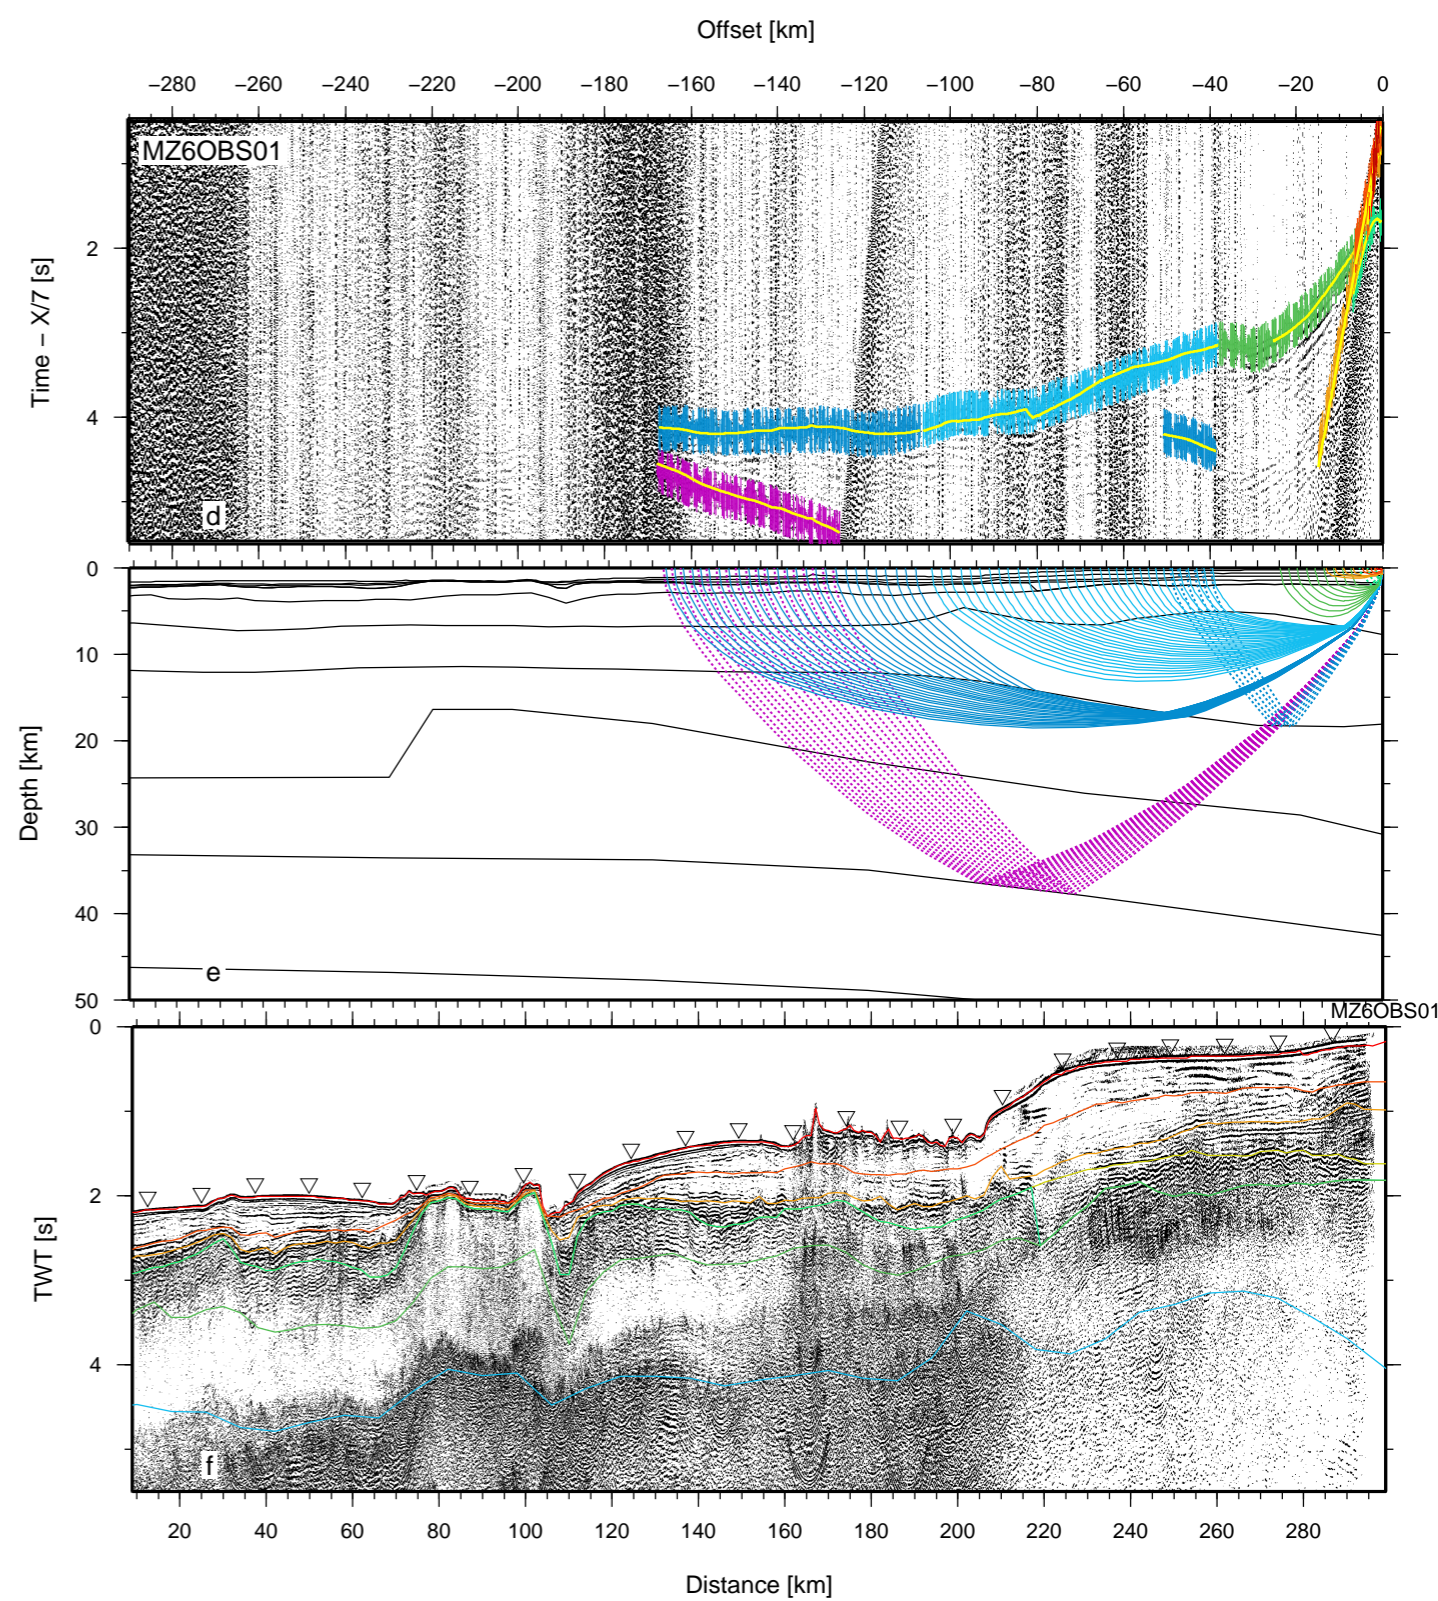 Offset [km]
−280 −260 −240 −220 −200 −180 −160 −140 −120 −100 −80 −60 −40 −20 0
MZ6OBS01
2
4
Time − X/7 [s]
d
0
10
20
30
40
50
Depth [km]
e
MZ6OBS01
0
2
4
TWT [s]
f
20 40 60 80 100 120 140 160 180 200 220 240 260 280
Distance [km]